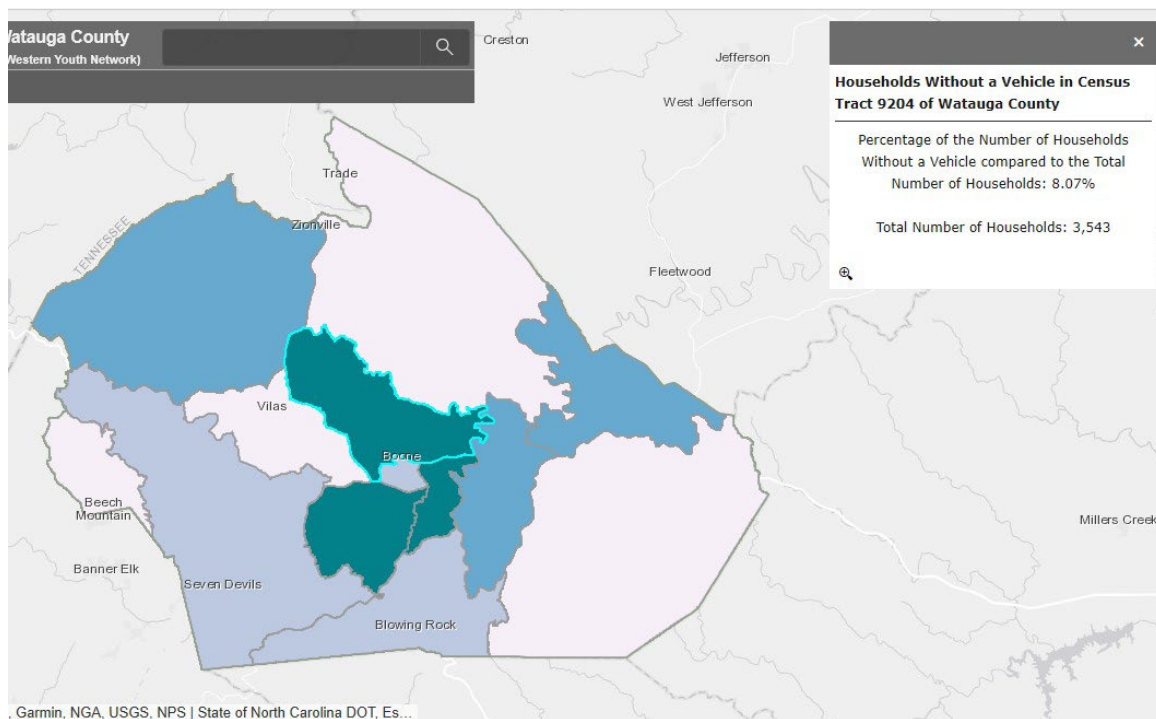 Watauga County
Western Youth Network)
Creston
Jefferson
West Jefferson
Trade
Zionville
TENNESSEE
Fleetwood
Vilas
Boone
Beech
Mountain
Banner Elk
Seven Devils
Blowing Rock
Millers Creek
×
Households Without a Vehicle in Census
Tract 9204 of Watauga County
Percentage of the Number of Households
Without a Vehicle compared to the Total
Number of Households: 8.07%
Total Number of Households: 3,543
, Garmin, NGA, USGS, NPS | State of North Carolina DOT, Es...